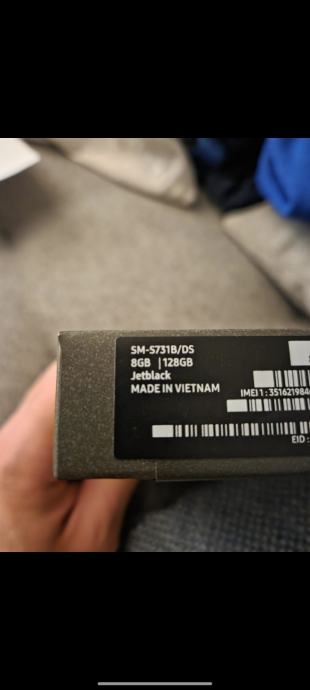 SM-S731B/DS
8GB | 128GB
Jetblack
MADE IN VIETNAM
IMEI 1 : 35162198
EID :